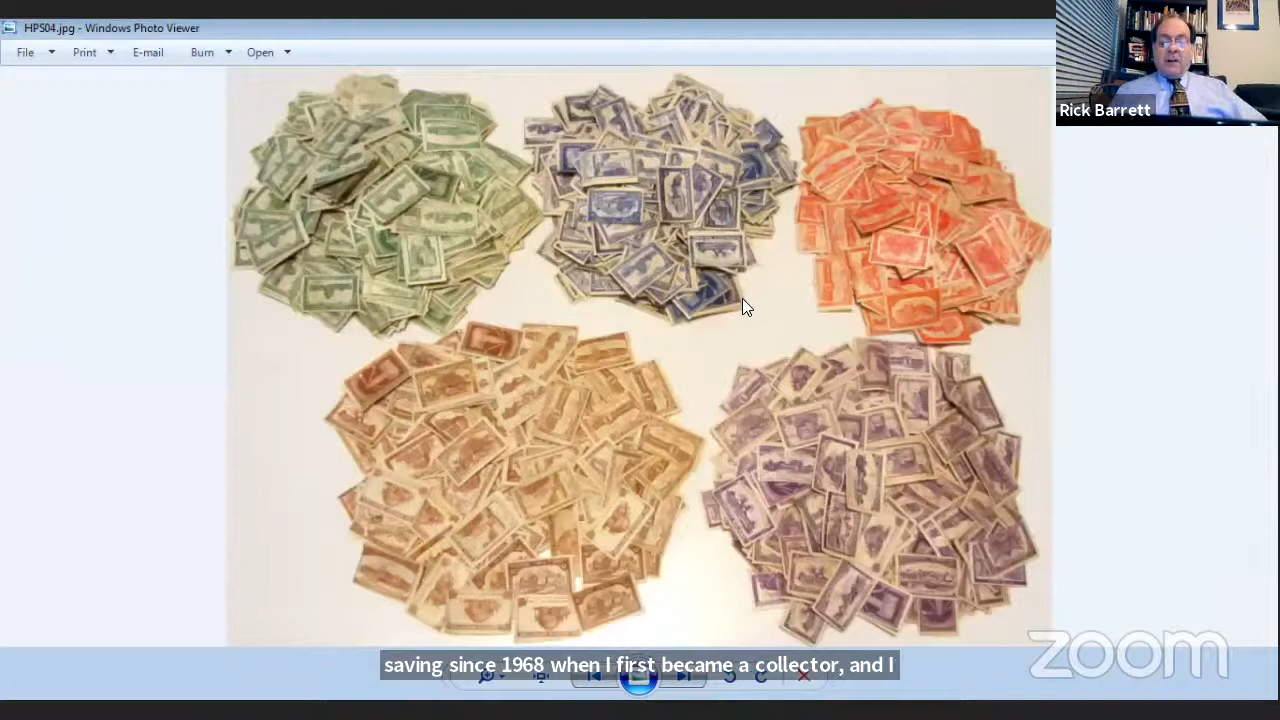 HPS04.jpg - Windows Photo Viewer
File Print E-mail Burn Open
Rick Barrett
saving since 1968 when I first became a collector, and I
zoom